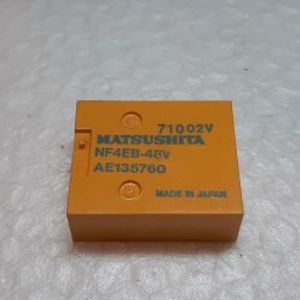 71002V
MATSUSHITA
NF4EB-48V
AE135760
MADE IN JAPAN